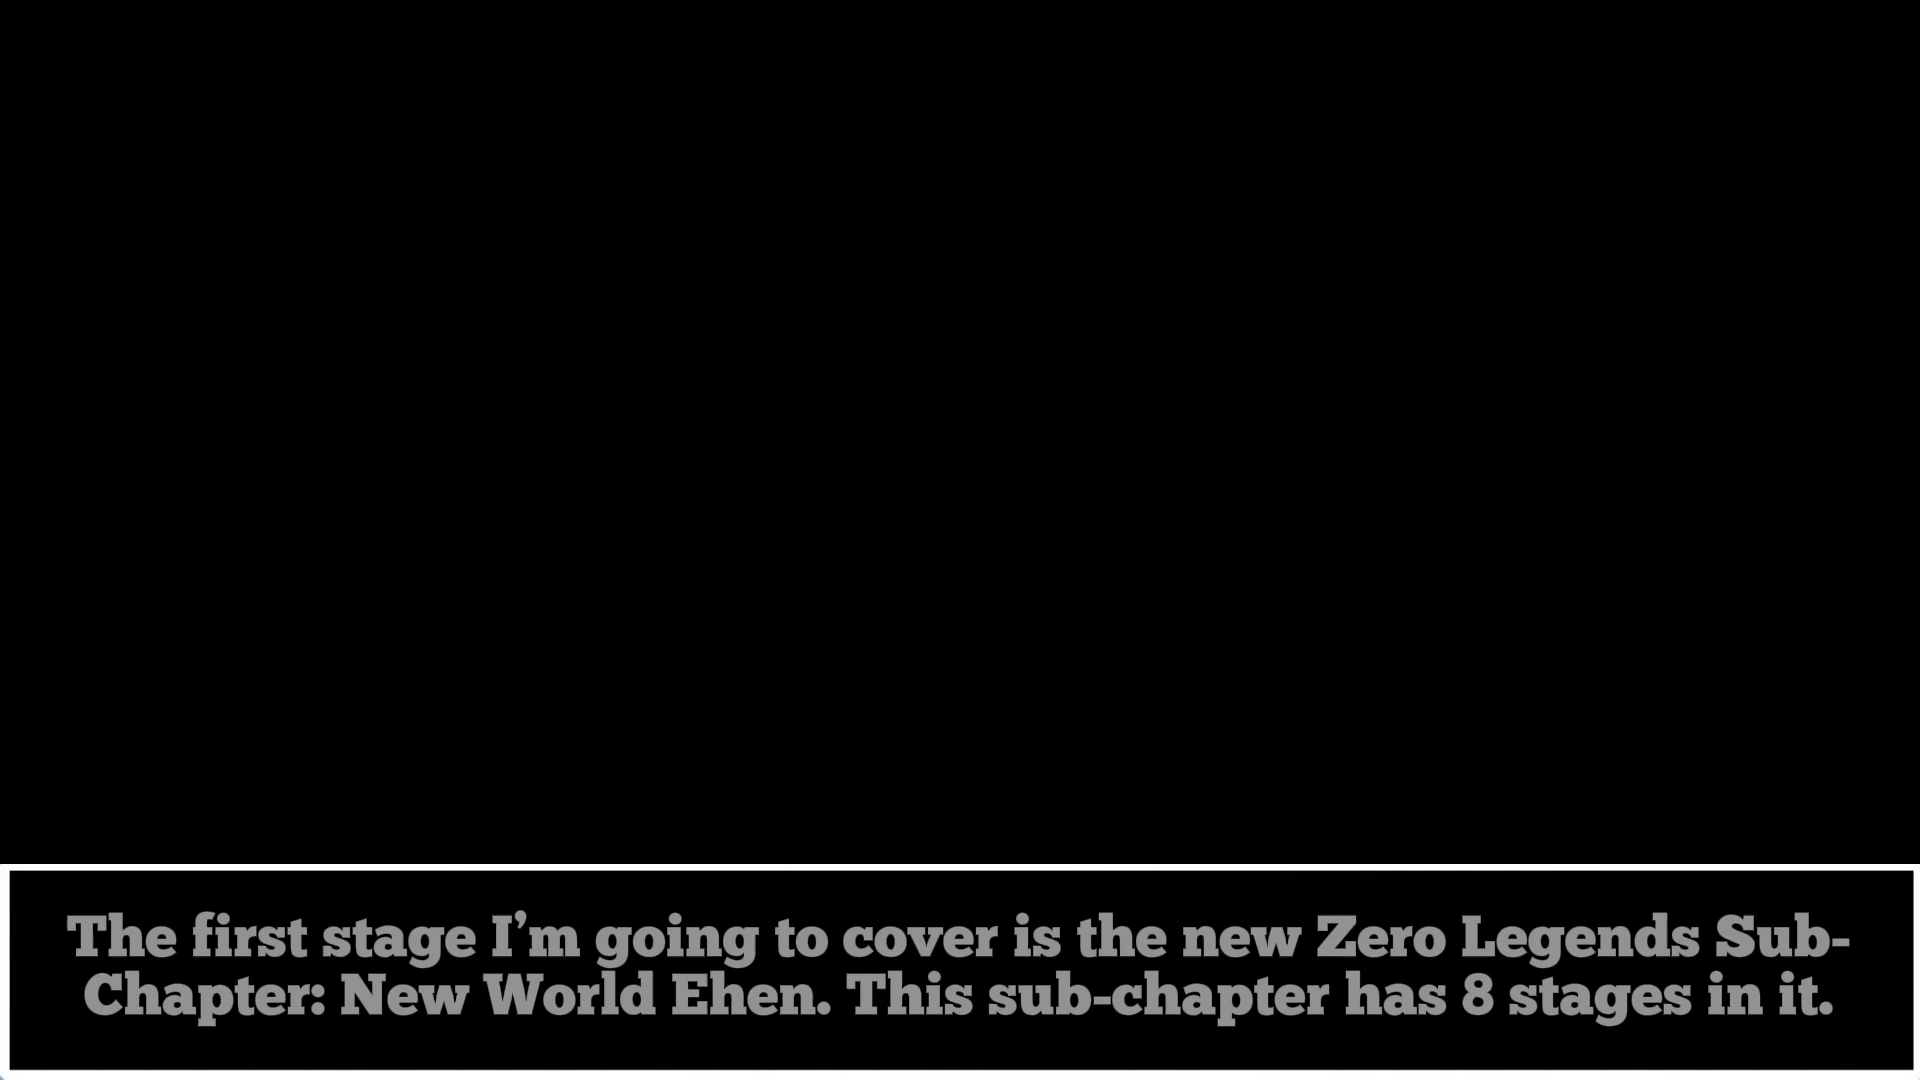 The first stage I’m going to cover is the new Zero Legends Sub-
Chapter: New World Ehen. This sub-chapter has 8 stages in it.